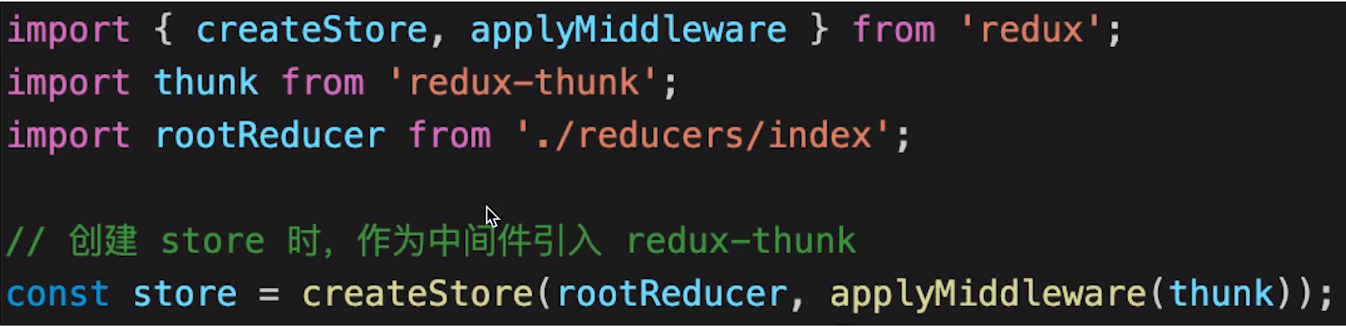 import { createStore, applyMiddleware } from 'redux';
import thunk from 'redux-thunk';
import rootReducer from './reducers/index';
// 创建 store 时，作为中间件引入 redux-thunk
const store = createStore(rootReducer, applyMiddleware(thunk));